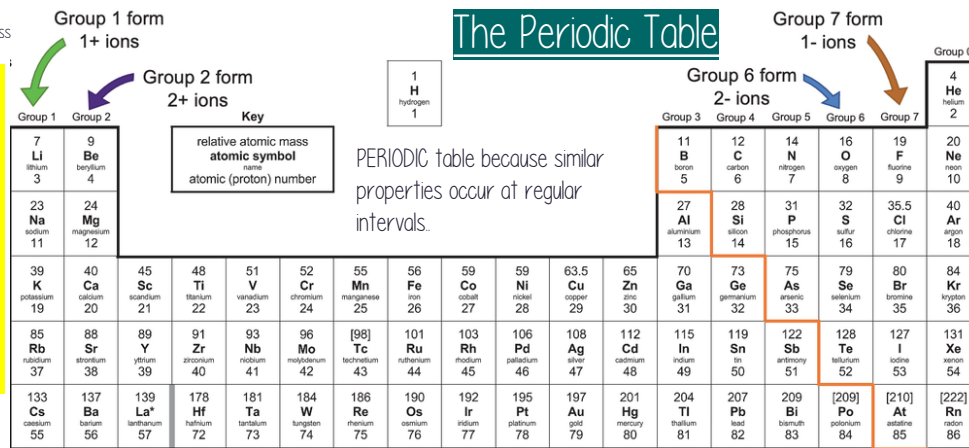 ss
Group 1 form
1+ ions
The Periodic Table
Group 7 form
1- ions
Group 2 form
2+ ions
Group 6 form
2- ions
Group 1 Group 2 Group 3 Group 4 Group 5 Group 6 Group 7 Group
1
H
hydrogen
1
4
He
helium
2
Key
relative atomic mass
atomic symbol
name
atomic (proton) number
PERIODIC table because similar
properties occur at regular
intervals..
7 9 11 12 14 16 19 20
Li Be B C N O F Ne
lithium beryllium boron carbon nitrogen oxygen fluorine neon
3 4 5 6 7 8 9 10
23 24 27 28 31 32 35.5 40
Na Mg Al Si P S Cl Ar
sodium magnesium aluminium silicon phosphorus sulfur chlorine argon
11 12 13 14 15 16 17 18
39 40 45 48 51 52 55 56 59 59 63.5 65 70 73 75 79 80 84
K Ca Sc Ti V Cr Mn Fe Co Ni Cu Zn Ga Ge As Se Br Kr
potassium calcium scandium titanium vanadium chromium manganese iron cobalt nickel copper zinc gallium germanium arsenic selenium bromine krypton
19 20 21 22 23 24 25 26 27 28 29 30 31 32 33 34 35 36
85 88 89 91 93 96 [98] 101 103 106 108 112 115 119 122 128 127 131
Rb Sr Y Zr Nb Mo Tc Ru Rh Pd Ag Cd In Sn Sb Te I Xe
rubidium strontium yttrium zirconium niobium molybdenum technetium ruthenium rhodium palladium silver cadmium indium tin antimony tellurium iodine xenon
37 38 39 40 41 42 43 44 45 46 47 48 49 50 51 52 53 54
133 137 139 178 181 184 186 190 192 195 197 201 204 207 209 [209] [210] [222]
Cs Ba La* Hf Ta W Re Os Ir Pt Au Hg Tl Pb Bi Po At Rn
caesium barium lanthanum hafnium tantalum tungsten rhenium osmium iridium platinum gold mercury thallium lead bismuth polonium astatine radon
55 56 57 72 73 74 75 76 77 78 79 80 81 82 83 84 85 86